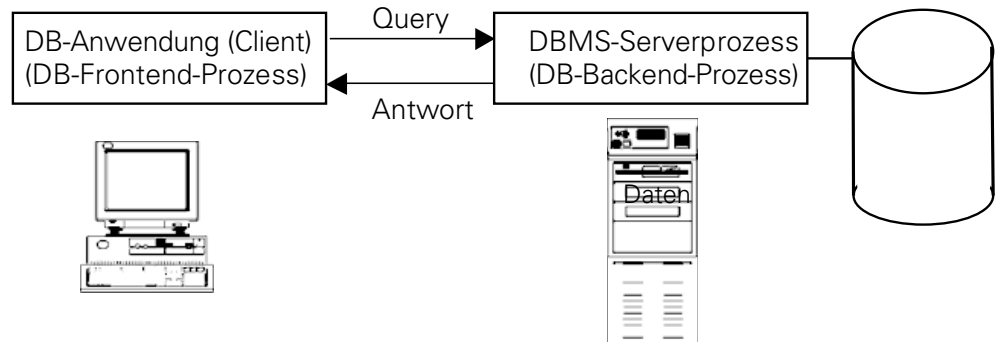 Query
DB-Anwendung (Client)
(DB-Frontend-Prozess)
DBMS-Serverprozess
(DB-Backend-Prozess)
Antwort
Daten